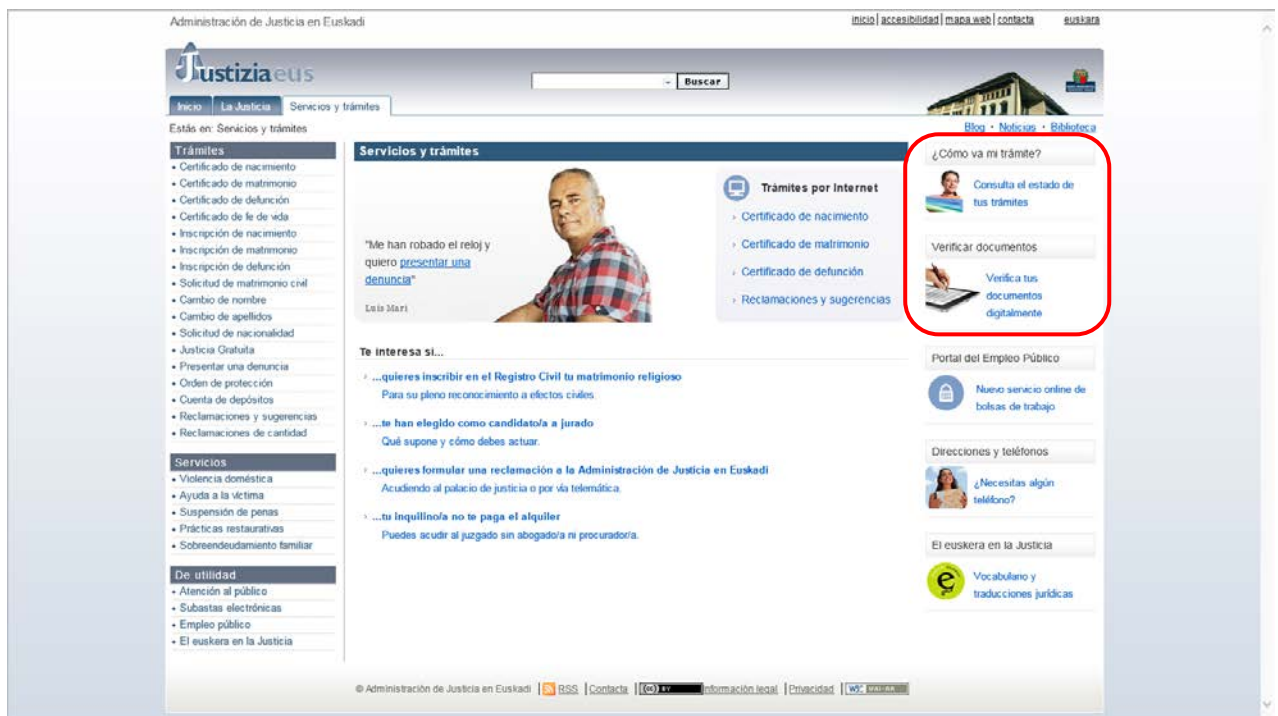 Administración de Justicia en Euskadi
inicio | accesibilidad | mapa web | contacta euskara
Justizia.eus
Buscar
Inicio La Justicia Servicios y trámites
Estás en: Servicios y trámites
Blog · Noticias · Biblioteca
Trámites
• Certificado de nacimiento
• Certificado de matrimonio
• Certificado de defunción
• Certificado de fe de vida
• Inscripción de nacimiento
• Inscripción de matrimonio
• Inscripción de defunción
• Solicitud de matrimonio civil
• Cambio de nombre
• Cambio de apellidos
• Solicitud de nacionalidad
• Justicia Gratuita
• Presentar una denuncia
• Orden de protección
• Cuenta de depósitos
• Reclamaciones y sugerencias
• Reclamaciones de cantidad
Servicios
• Violencia doméstica
• Ayuda a la víctima
• Suspensión de penas
• Prácticas restaurativas
• Sobreendeudamiento familiar
De utilidad
• Atención al público
• Subastas electrónicas
• Empleo público
• El euskera en la Justicia
Servicios y trámites
"Me han robado el reloj y
quiero presentar una
denuncia"
Luis Mari
Trámites por Internet
› Certificado de nacimiento
› Certificado de matrimonio
› Certificado de defunción
› Reclamaciones y sugerencias
Te interesa si...
› ...quieres inscribir en el Registro Civil tu matrimonio religioso
Para su pleno reconocimiento a efectos civiles
› ...te han elegido como candidato/a a jurado
Qué supone y cómo debes actuar.
› ...quieres formular una reclamación a la Administración de Justicia en Euskadi
Acudiendo al palacio de justicia o por vía telemática.
› ...tu inquilino/a no te paga el alquiler
Puedes acudir al juzgado sin abogado/a ni procurador/a.
¿Cómo va mi trámite?
Consulta el estado de
tus trámites
Verificar documentos
Verifica tus
documentos
digitalmente
Portal del Empleo Público
Nuevo servicio online de
bolsas de trabajo
Direcciones y teléfonos
¿Necesitas algún
teléfono?
El euskera en la Justicia
e
Vocabulario y
traducciones jurídicas
© Administración de Justicia en Euskadi | RSS | Contacta | (cc) BY Información legal | Privacidad | W3C WAI-AA